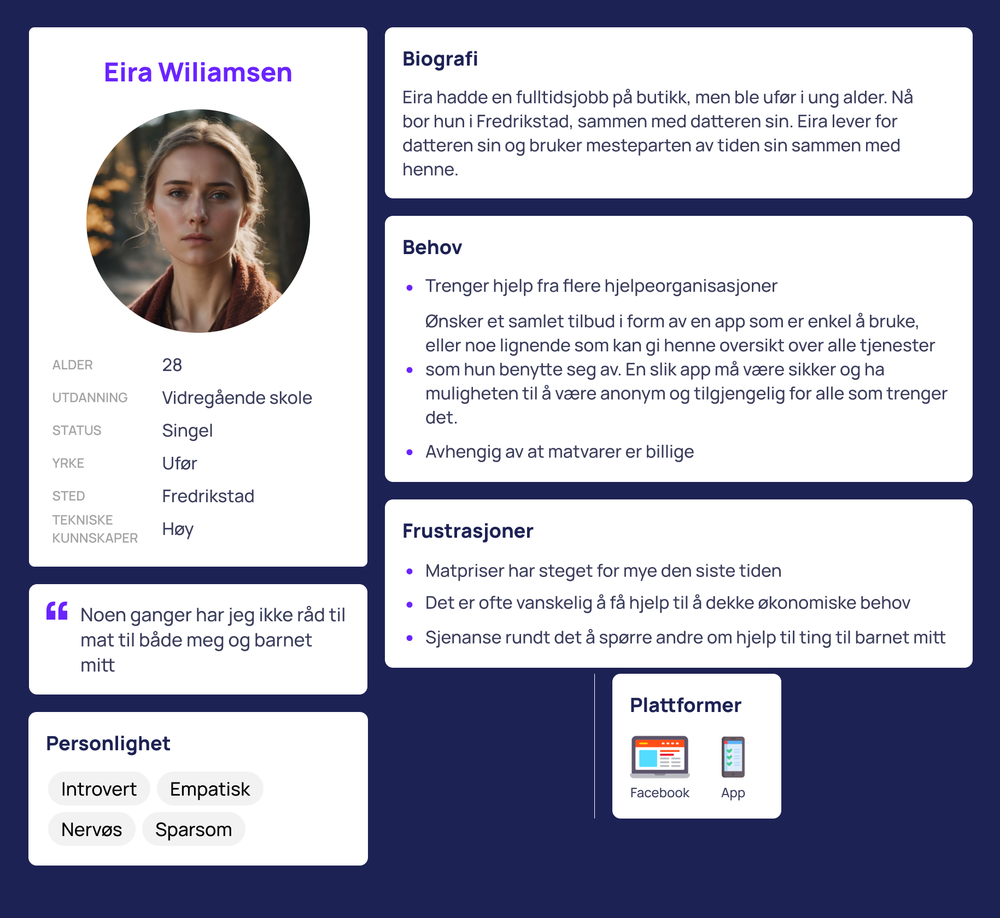 Eira Wiliamsen
ALDER 28
UTDANNING Vidregående skole
STATUS Singel
YRKE Ufør
STED Fredrikstad
TEKNISKE
KUNNSKAPER Høy
Noen ganger har jeg ikke råd til
mat til både meg og barnet
mitt
Personlighet
Introvert Empatisk
Nervøs Sparsom
Biografi
Eira hadde en fulltidsjobb på butikk, men ble ufør i ung alder. Nå
bor hun i Fredrikstad, sammen med datteren sin. Eira lever for
datteren sin og bruker mesteparten av tiden sin sammen med
henne.
Behov
• Trenger hjelp fra flere hjelpeorganisasjoner
Ønsker et samlet tilbud i form av en app som er enkel å bruke,
eller noe lignende som kan gi henne oversikt over alle tjenester
• som hun benytte seg av. En slik app må være sikker og ha
muligheten til å være anonym og tilgjengelig for alle som trenger
det.
• Avhengig av at matvarer er billige
Frustrasjoner
• Matpriser har steget for mye den siste tiden
• Det er ofte vanskelig å få hjelp til å dekke økonomiske behov
• Sjenanse rundt det å spørre andre om hjelp til ting til barnet mitt
Plattformer
Facebook App